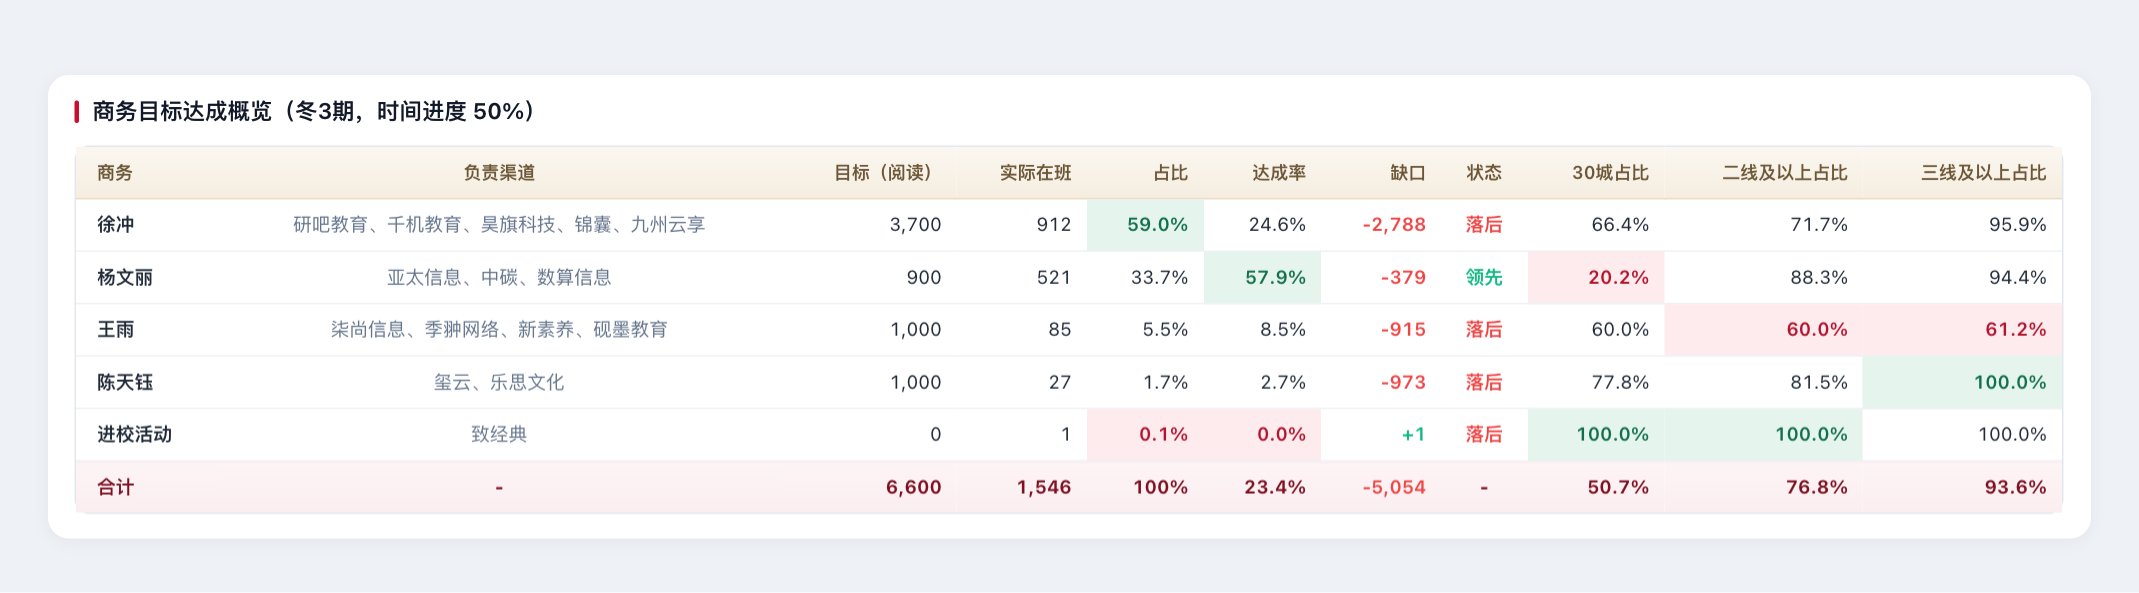 商务目标达成概览（冬3期，时间进度 50%）
商务 负责渠道 目标（阅读） 实际在班 占比 达成率 缺口 状态 30城占比 二线及以上占比 三线及以上占比
徐冲 研吧教育、千机教育、昊旗科技、锦囊、九州云享 3,700 912 59.0% 24.6% -2,788 落后 66.4% 71.7% 95.9%
杨文丽 亚太信息、中碳、数算信息 900 521 33.7% 57.9% -379 领先 20.2% 88.3% 94.4%
王雨 柒尚信息、季翀网络、新素养、砚墨教育 1,000 85 5.5% 8.5% -915 落后 60.0% 60.0% 61.2%
陈天钰 玺云、乐思文化 1,000 27 1.7% 2.7% -973 落后 77.8% 81.5% 100.0%
进校活动 致经典 0 1 0.1% 0.0% +1 落后 100.0% 100.0% 100.0%
合计 - 6,600 1,546 100% 23.4% -5,054 - 50.7% 76.8% 93.6%